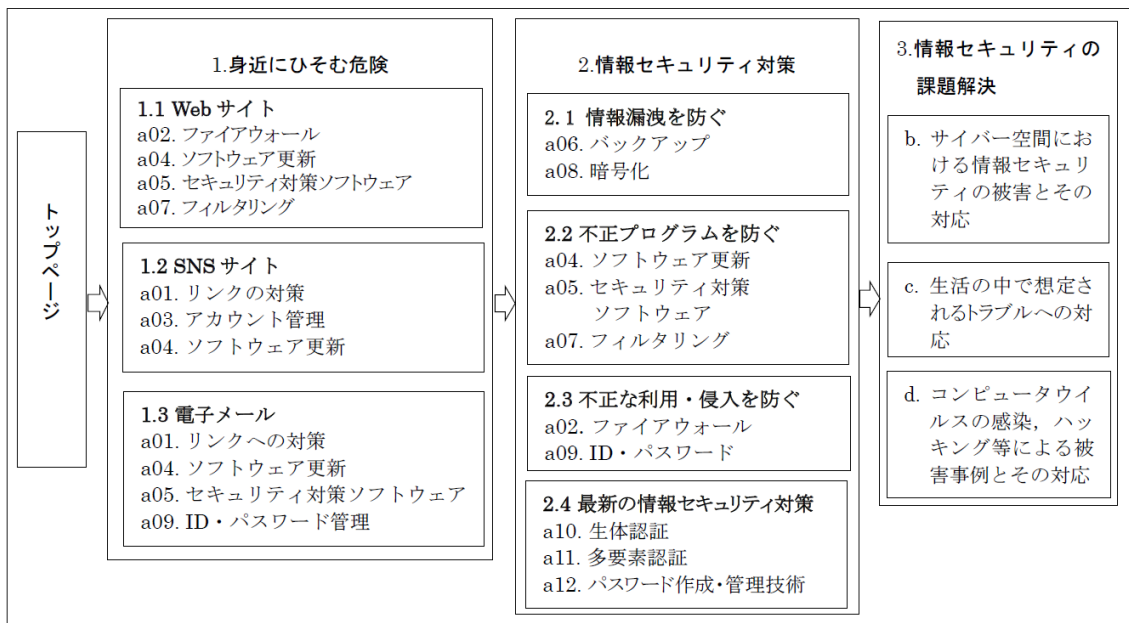 トップページ
1.身近にひそむ危険
1.1 Web サイト
a02. ファイアウォール
a04. ソフトウェア更新
a05. セキュリティ対策ソフトウェア
a07. フィルタリング
1.2 SNS サイト
a01. リンクの対策
a03. アカウント管理
a04. ソフトウェア更新
1.3 電子メール
a01. リンクへの対策
a04. ソフトウェア更新
a05. セキュリティ対策ソフトウェア
a09. ID・パスワード管理
2.情報セキュリティ対策
2.1 情報漏洩を防ぐ
a06. バックアップ
a08. 暗号化
2.2 不正プログラムを防ぐ
a04. ソフトウェア更新
a05. セキュリティ対策
ソフトウェア
a07. フィルタリング
2.3 不正な利用・侵入を防ぐ
a02. ファイアウォール
a09. ID・パスワード
2.4 最新の情報セキュリティ対策
a10. 生体認証
a11. 多要素認証
a12. パスワード作成・管理技術
3.情報セキュリティの
課題解決
b. サイバー空間にお
ける情報セキュリ
ティの被害とその
対応
c. 生活の中で想定さ
れるトラブルへの対
応
d. コンピュータウイ
ルスの感染，ハッ
キング等による被
害事例とその対応